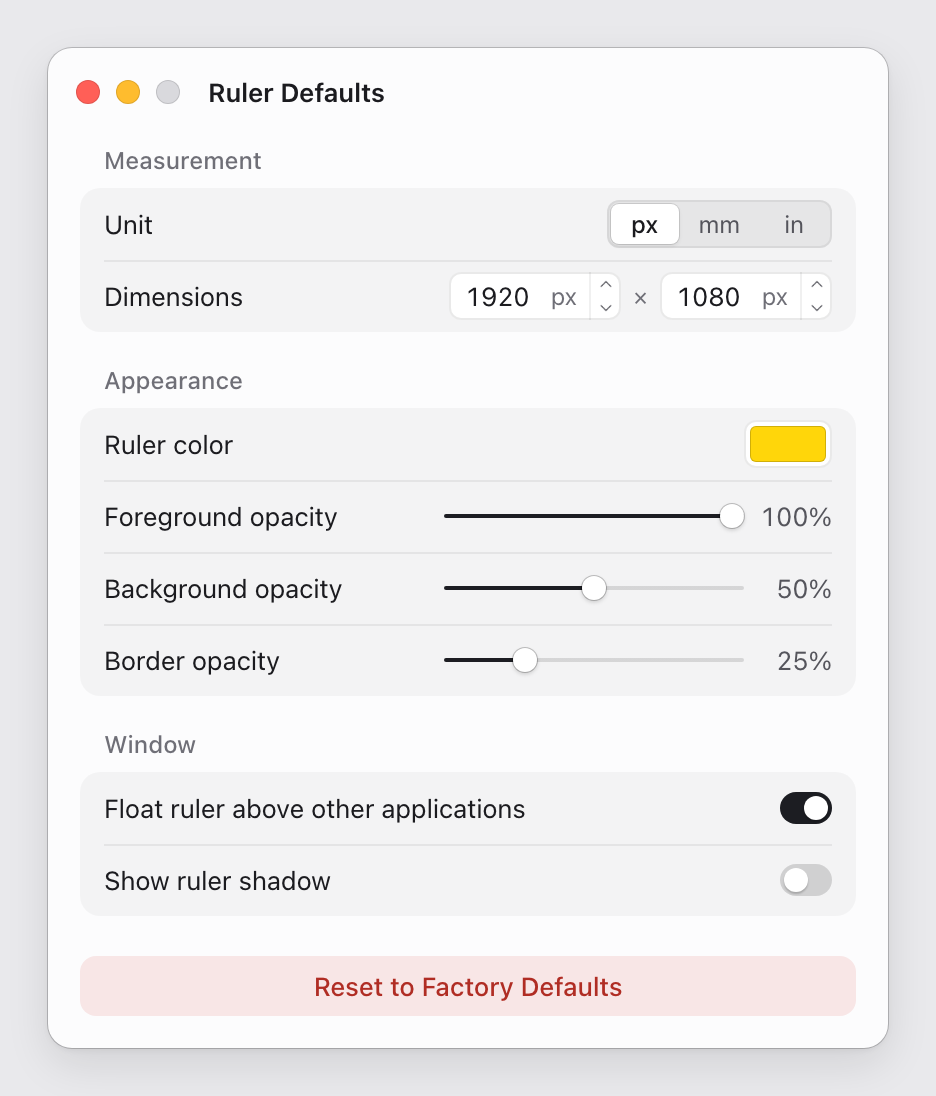 Ruler Defaults
Measurement
Unit px mm in
Dimensions 1920 px × 1080 px
Appearance
Ruler color
Foreground opacity 100%
Background opacity 50%
Border opacity 25%
Window
Float ruler above other applications
Show ruler shadow
Reset to Factory Defaults